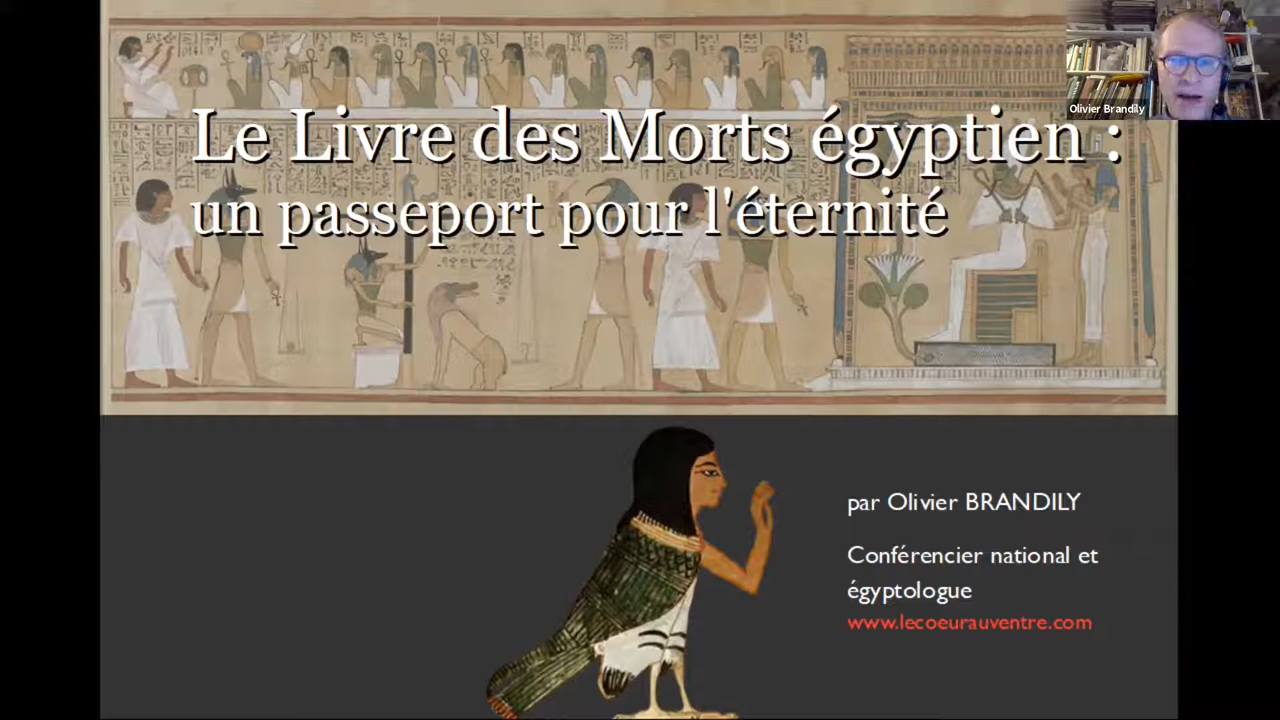 Le Livre des Morts égyptien :
un passeport pour l'éternité
Olivier Brandily
par Olivier BRANDILY
Conférencier national et
égyptologue
www.lecoeurauventre.com